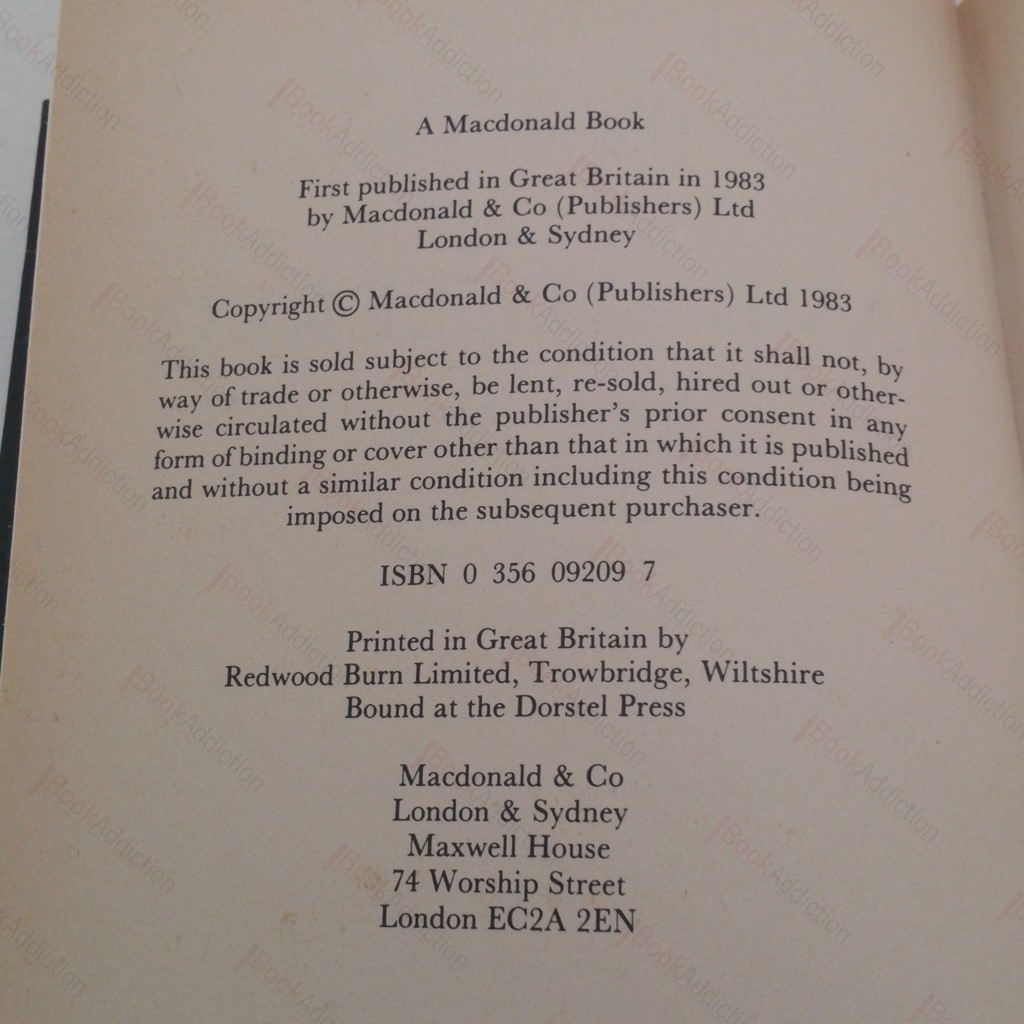 A Macdonald Book
First published in Great Britain in 1983
by Macdonald & Co (Publishers) Ltd
London & Sydney
Copyright © Macdonald & Co (Publishers) Ltd 1983
This book is sold subject to the condition that it shall not, by
way of trade or otherwise, be lent, re-sold, hired out or other-
wise circulated without the publisher's prior consent in any
form of binding or cover other than that in which it is published
and without a similar condition including this condition being
imposed on the subsequent purchaser.
ISBN 0 356 09209 7
Printed in Great Britain by
Redwood Burn Limited, Trowbridge, Wiltshire
Bound at the Dorstel Press
Macdonald & Co
London & Sydney
Maxwell House
74 Worship Street
London EC2A 2EN
BookAddiction